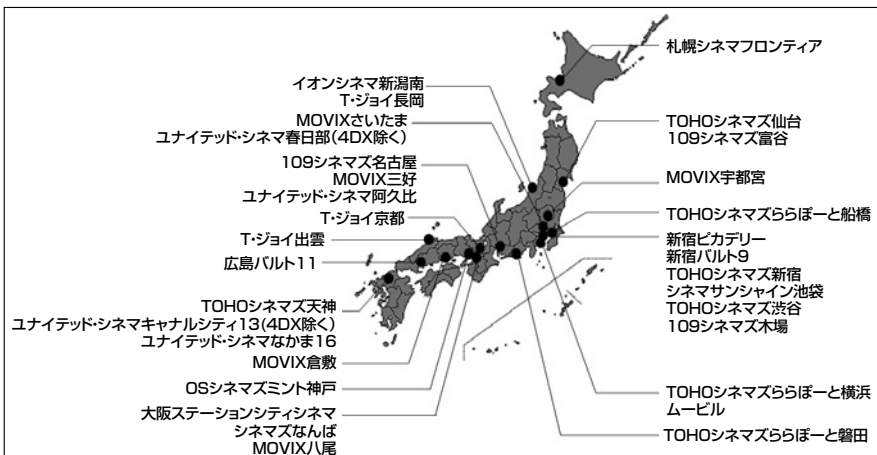 札幌シネマフロンティア
イオンシネマ新潟南
T・ジョイ長岡
MOVIXさいたま
ユナイテッド・シネマ春日部(4DX除く)
109シネマズ名古屋
MOVIX三好
ユナイテッド・シネマ阿久比
T・ジョイ京都
T・ジョイ出雲
広島バルト11
TOHOシネマズ天神
ユナイテッド・シネマキャナルシティ13(4DX除く)
ユナイテッド・シネマなかま16
MOVIX倉敷
OSシネマズミント神戸
大阪ステーションシティシネマ
シネマズなんば
MOVIX八尾
TOHOシネマズ仙台
109シネマズ富谷
MOVIX宇都宮
TOHOシネマズららぽーと船橋
新宿ピカデリー
新宿バルト9
TOHOシネマズ新宿
シネマサンシャイン池袋
TOHOシネマズ渋谷
109シネマズ木場
TOHOシネマズららぽーと横浜
ムービル
TOHOシネマズららぽーと磐田